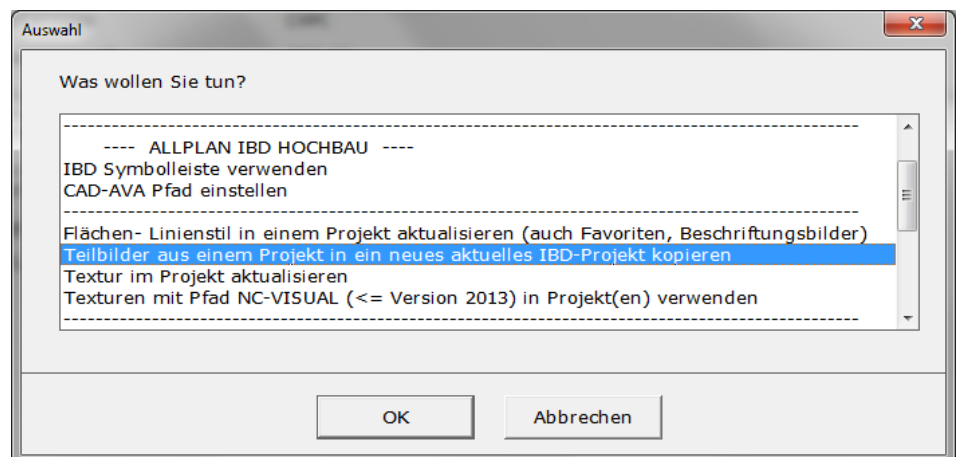 Auswahl
Was wollen Sie tun?
---- ALLPLAN IBD HOCHBAU ----
IBD Symbolleiste verwenden
CAD-AVA Pfad einstellen
Flächen- Linienstil in einem Projekt aktualisieren (auch Favoriten, Beschriftungsbilder)
Teilbilder aus einem Projekt in ein neues aktuelles IBD-Projekt kopieren
Textur im Projekt aktualisieren
Texturen mit Pfad NC-VISUAL (<= Version 2013) in Projekt(en) verwenden
OK
Abbrechen